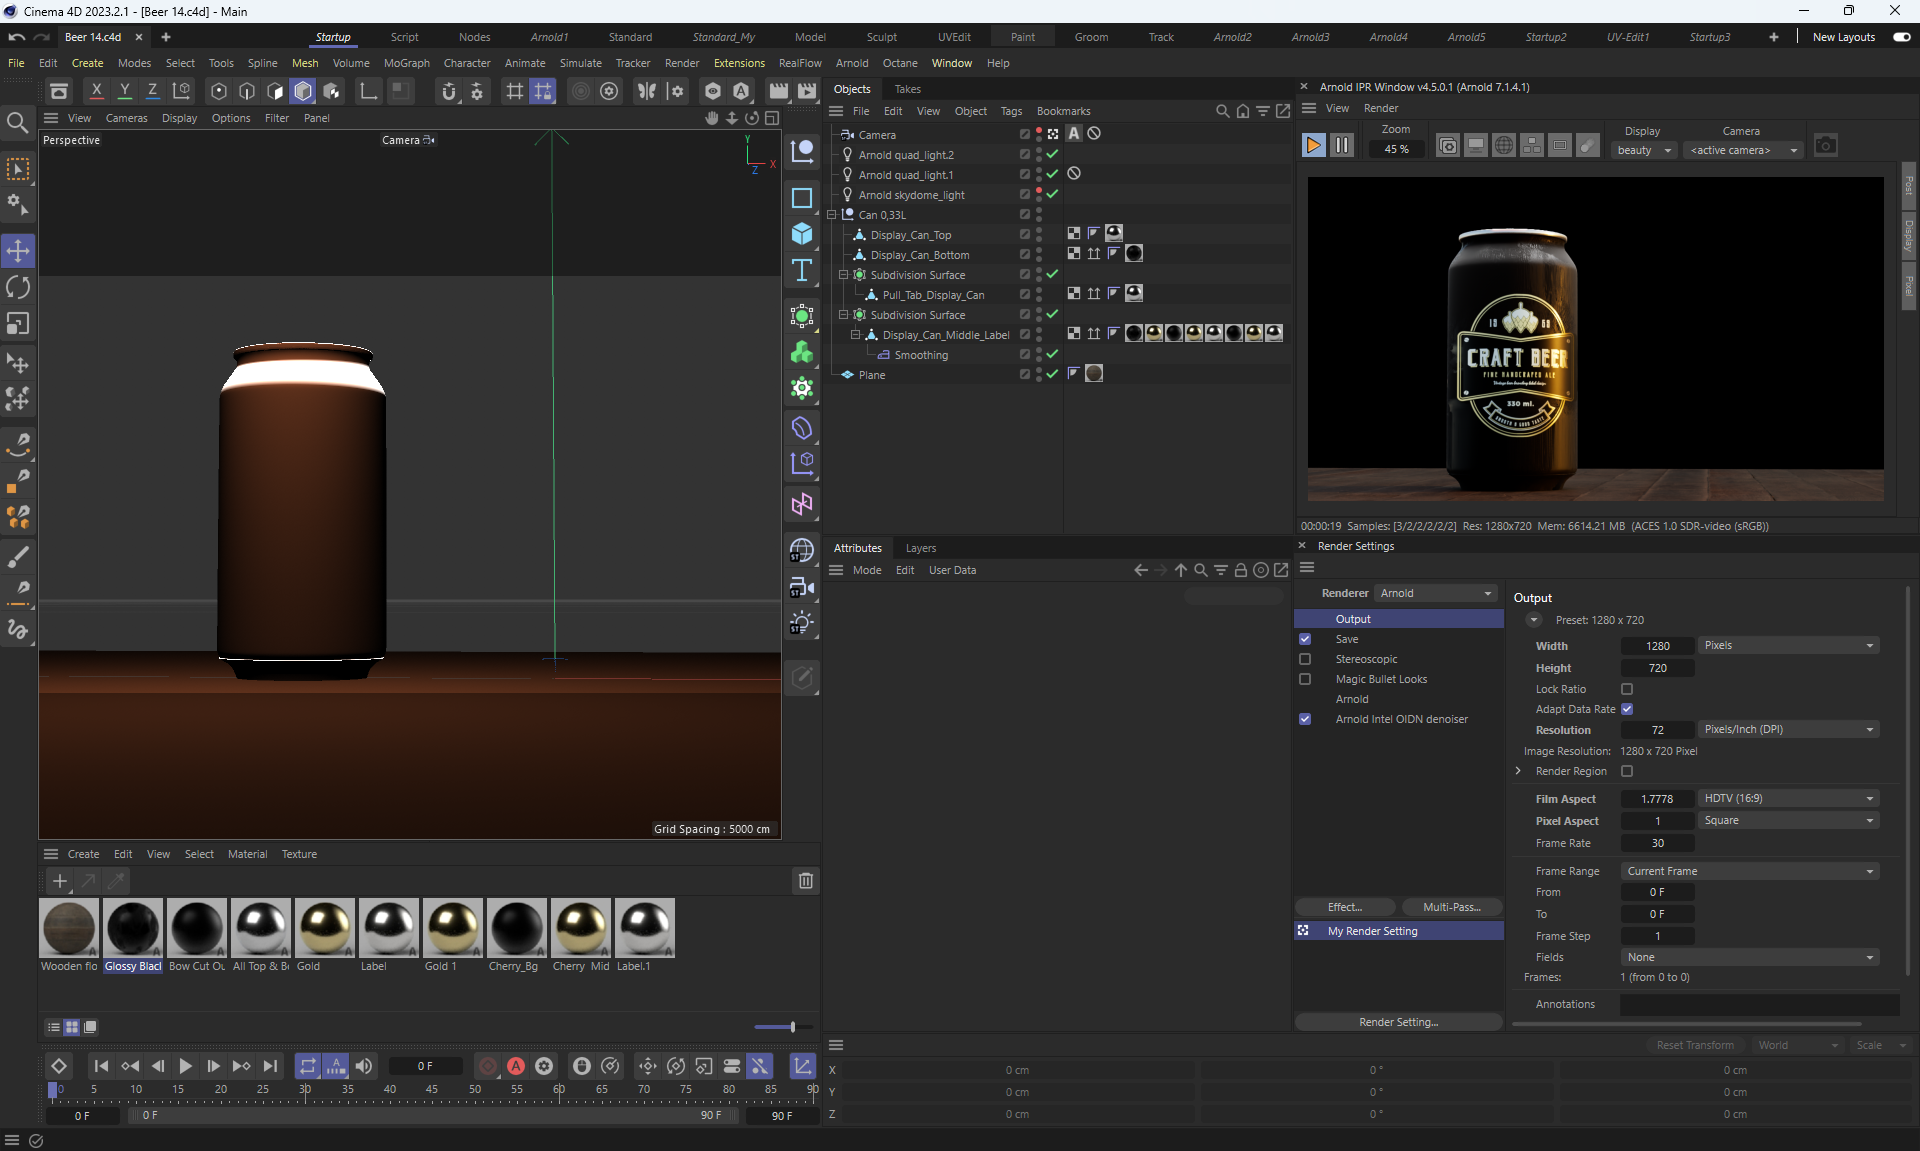 Cinema 4D 2023.2.1 - [Beer 14.c4d] - Main
Beer 14.c4d
Startup Script Nodes Arnold1 Standard Standard_My Model Sculpt UVEdit Paint Groom Track Arnold2 Arnold3 Arnold4 Arnold5 Startup2 UV-Edit1 Startup3 New Layouts
File Edit Create Modes Select Tools Spline Mesh Volume MoGraph Character Animate Simulate Tracker Render Extensions RealFlow Arnold Octane Window Help
X Y Z
View Cameras Display Options Filter Panel
Perspective
Camera
Y
X
Z
Grid Spacing : 5000 cm
Objects Takes
File Edit View Object Tags Bookmarks
Camera
Arnold quad_light.2
Arnold quad_light.1
Arnold skydome_light
Can 0,33L
Display_Can_Top
Display_Can_Bottom
Subdivision Surface
Pull_Tab_Display_Can
Subdivision Surface
Display_Can_Middle_Label
Smoothing
Plane
Attributes Layers
Mode Edit User Data
Arnold IPR Window v4.5.0.1 (Arnold 7.1.4.1)
View Render
Zoom
45 %
Display
beauty
Camera
<active camera>
Post
Display
Pixel
CRAFT BEER
FINE HANDCRAFED ALE
330 ml.
00:00:19 Samples: [3/2/2/2/2/2] Res: 1280x720 Mem: 6614.21 MB (ACES 1.0 SDR-video (sRGB))
Render Settings
Renderer Arnold
Output
Save
Stereoscopic
Magic Bullet Looks
Arnold
Arnold Intel OIDN denoiser
Effect... Multi-Pass...
My Render Setting
Render Setting...
Output
Preset: 1280 x 720
Width 1280 Pixels
Height 720
Lock Ratio
Adapt Data Rate
Resolution 72 Pixels/Inch (DPI)
Image Resolution: 1280 x 720 Pixel
Render Region
Film Aspect 1.7778 HDTV (16:9)
Pixel Aspect 1 Square
Frame Rate 30
Frame Range Current Frame
From 0 F
To 0 F
Frame Step 1
Fields None
Frames: 1 (from 0 to 0)
Annotations
Create Edit View Select Material Texture
Wooden flo Glossy Blacl Bow Cut Ou All Top & Bo Gold Label Gold 1 Cherry_Bg Cherry Mid Label.1
0 F
0 5 10 15 20 25 30 35 40 45 50 55 60 65 70 75 80 85 90
0 F 0 F 90 F 90 F
Reset Transform World Scale
X 0 cm 0 ° 0 cm
Y 0 cm 0 ° 0 cm
Z 0 cm 0 ° 0 cm